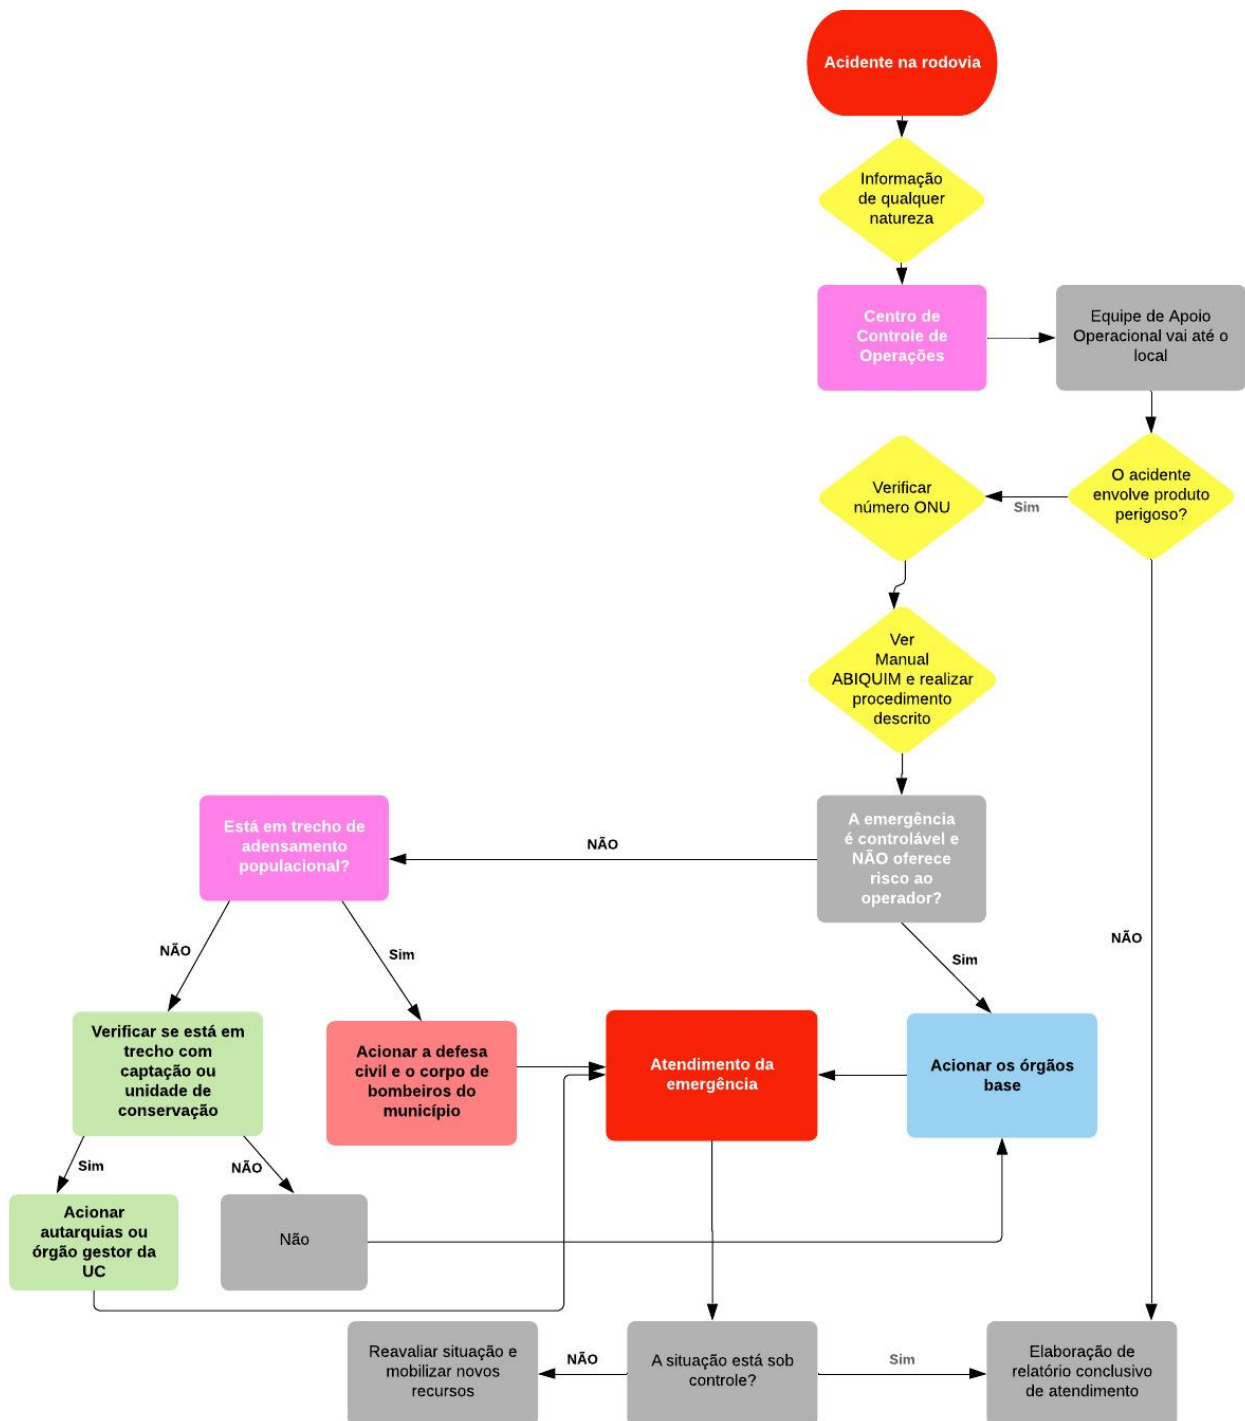 Acidente na rodovia
Informação
de qualquer
natureza
Centro de
Controle de
Operações
Equipe de Apoio
Operacional vai até o
local
O acidente
envolve produto
perigoso?
Sim
Verificar
número ONU
Ver
Manual
ABIQUIM e realizar
procedimento
descrito
A emergência
é controlável e
NÃO oferece
risco ao
operador?
NÃO
Está em trecho de
adensamento
populacional?
NÃO
Sim
Sim
NÃO
Verificar se está em
trecho com
captação ou
unidade de
conservação
Acionar a defesa
civil e o corpo de
bombeiros do
município
Atendimento da
emergência
Acionar os órgãos
base
Sim
NÃO
Acionar
autarquias ou
órgão gestor da
UC
Não
Reavaliar situação e
mobilizar novos
recursos
NÃO
A situação está sob
controle?
Sim
Elaboração de
relatório conclusivo
de atendimento